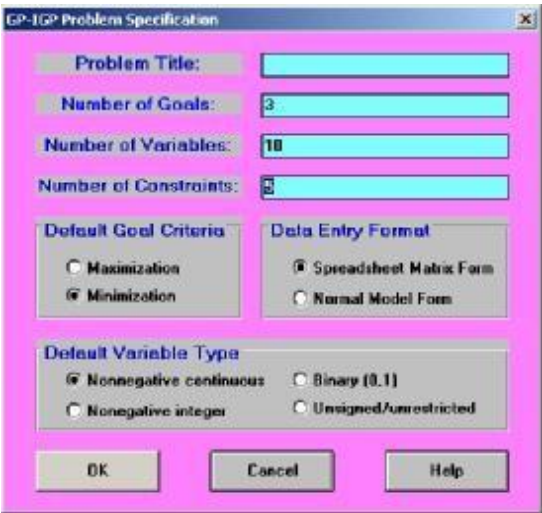 GP-IGP Problem Specification
Problem Title:
Number of Goals: 3
Number of Variables: 10
Number of Constraints: 5
Default Goal Criteria
Maximization
Minimization
Data Entry Format
Spreadsheet Matrix Form
Normal Model Form
Default Variable Type
Nonnegative continuous
Nonegative integer
Binary (0,1)
Unsigned/unrestricted
OK Cancel Help